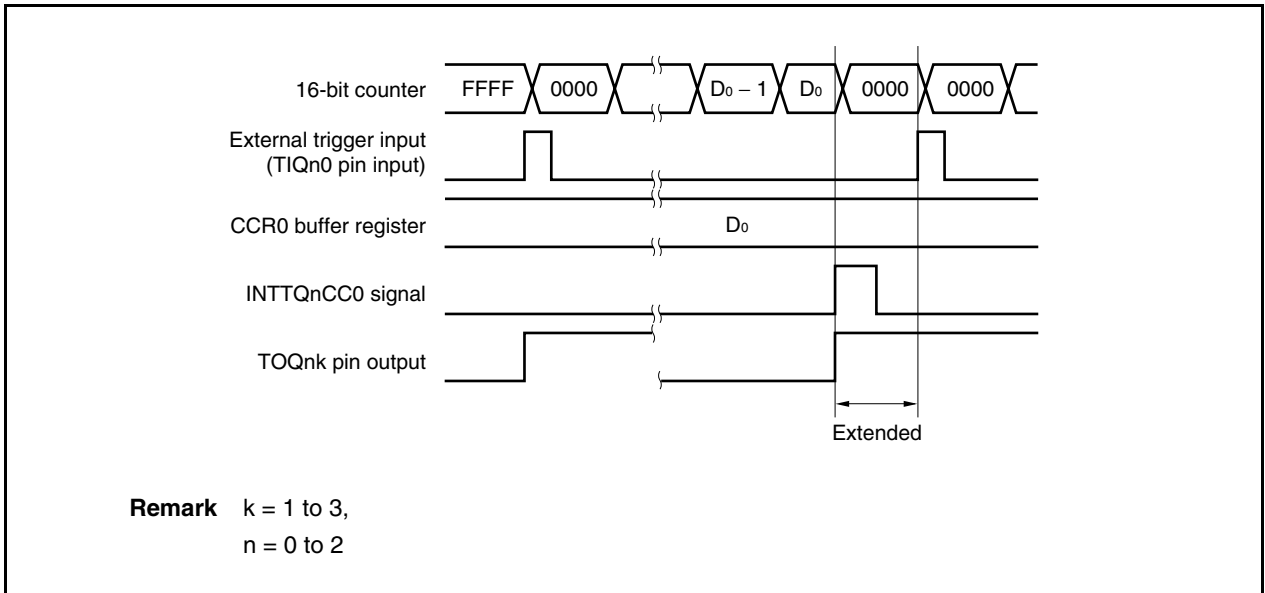 16-bit counter FFFF 0000 D₀ − 1 D₀ 0000 0000
External trigger input
(TIQn0 pin input)
CCR0 buffer register D₀
INTTQnCC0 signal
TOQnk pin output
Extended
Remark k = 1 to 3,
n = 0 to 2